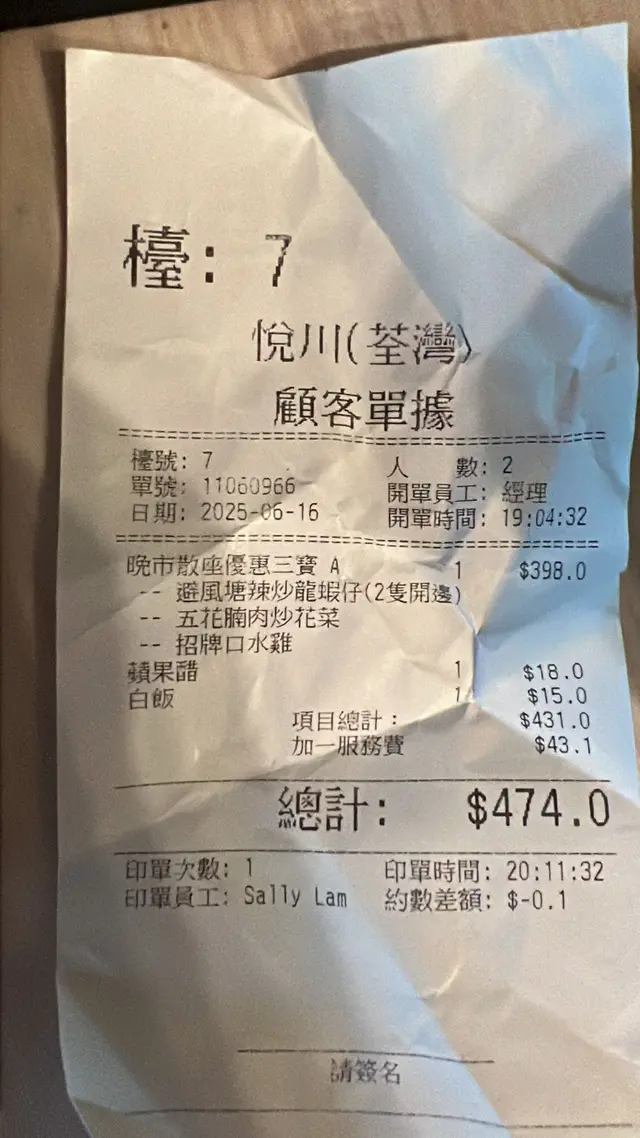 檯: 7
悅川(荃灣)
顧客單據
檯號: 7 人 數: 2
單號: 11060966 開單員工: 經理
日期: 2025-06-16 開單時間: 19:04:32
晚市散座優惠三寶 A 1 $398.0
-- 避風塘辣炒龍蝦仔(2隻開邊)
-- 五花腩肉炒花菜
-- 招牌口水雞
蘋果醋 1 $18.0
白飯 1 $15.0
項目總計: $431.0
加一服務費 $43.1
總計: $474.0
印單次數: 1 印單時間: 20:11:32
印單員工: Sally Lam 約數差額: $-0.1
請簽名